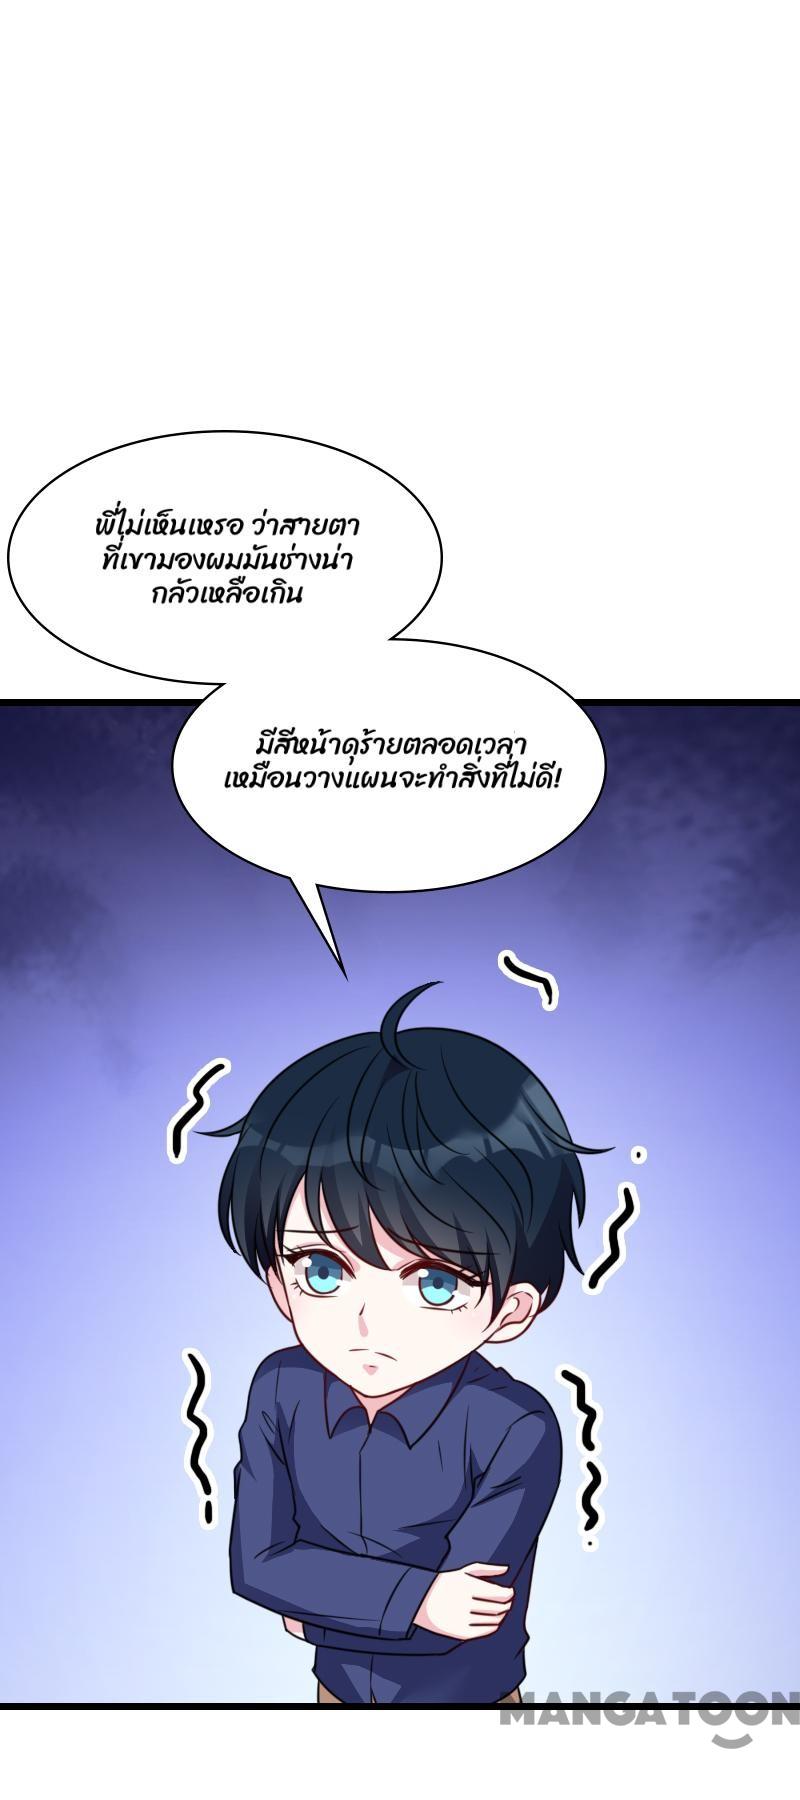 พี่ไม่เห็นเหรอ ว่าสายตา
ที่เขามองผมมันช่างน่า
กลัวเหลือเกิน
มีสีหน้าดุร้ายตลอดเวลา
เหมือนวางแผนจะทำสิ่งที่ไม่ดี!
MANGATOON